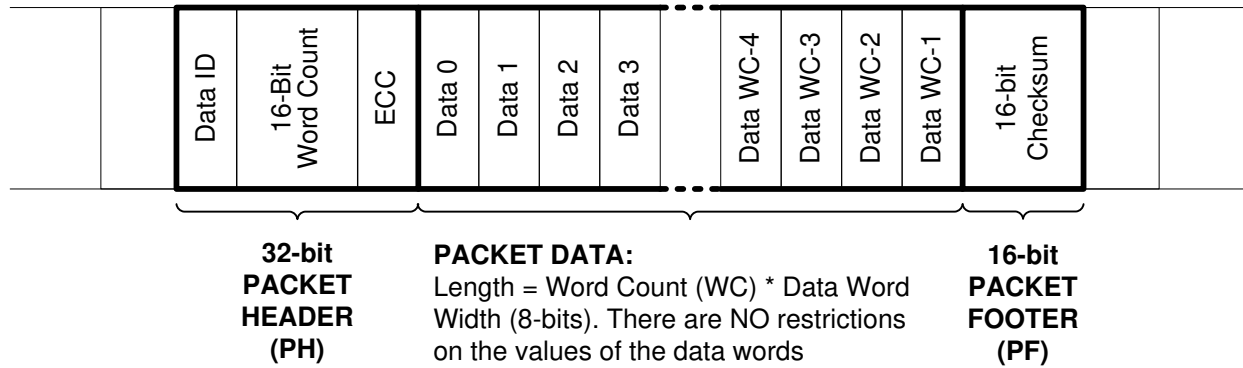 Data ID
16-Bit
Word Count
ECC
Data 0
Data 1
Data 2
Data 3
Data WC-4
Data WC-3
Data WC-2
Data WC-1
16-bit
Checksum
32-bit
PACKET
HEADER
(PH)
PACKET DATA:
Length = Word Count (WC) * Data Word
Width (8-bits). There are NO restrictions
on the values of the data words
16-bit
PACKET
FOOTER
(PF)